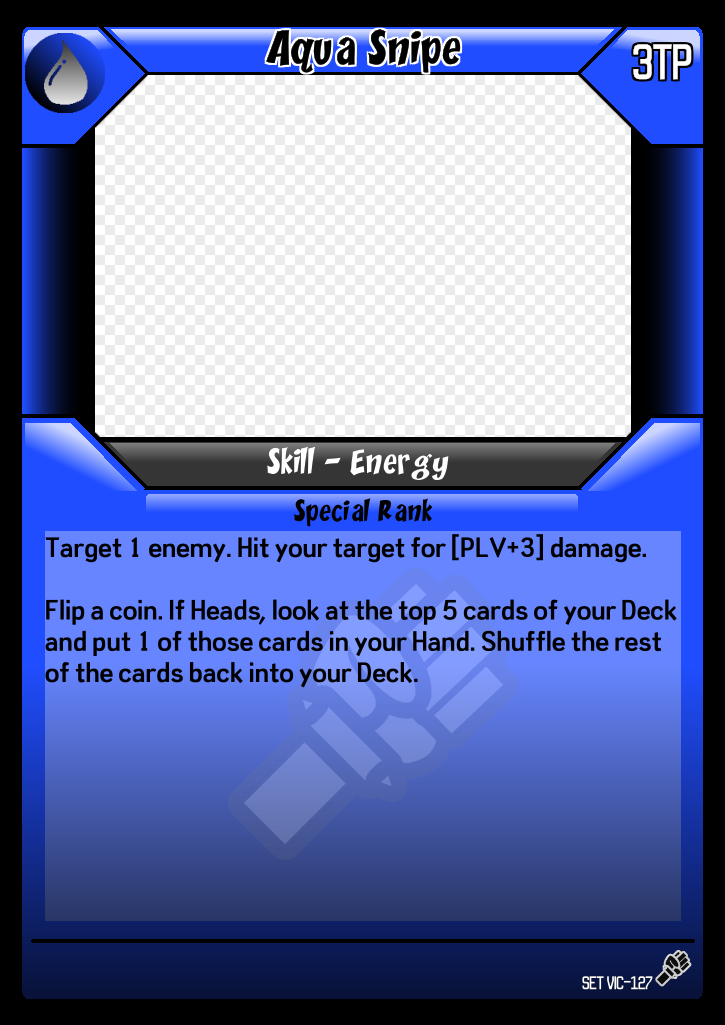 Aqua Snipe
3TP
Skill - Energy
Special Rank
Target 1 enemy. Hit your target for [PLV+3] damage.
Flip a coin. If Heads, look at the top 5 cards of your Deck
and put 1 of those cards in your Hand. Shuffle the rest
of the cards back into your Deck.
SET VIC-127